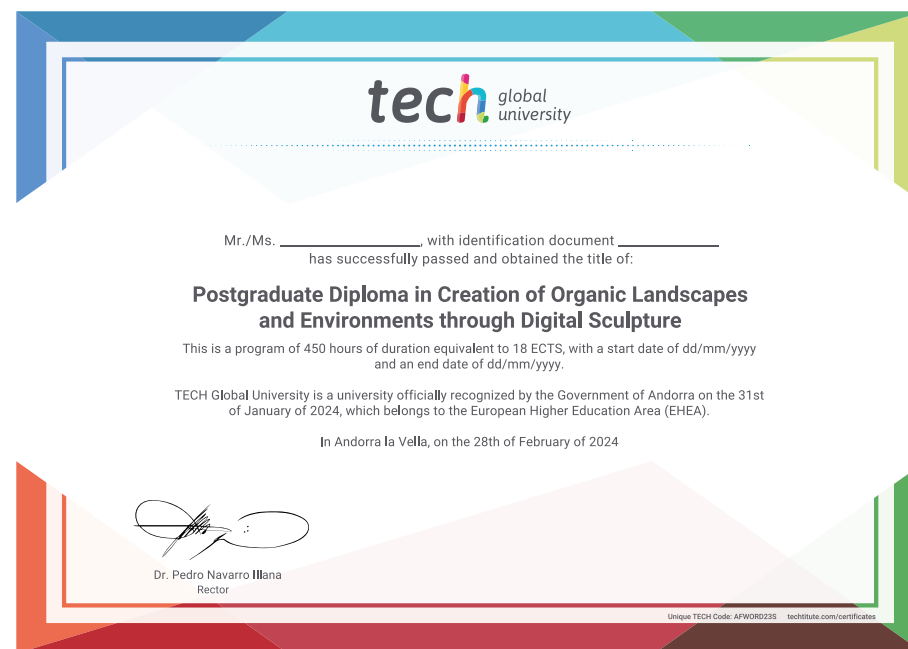 tech global
university
Mr./Ms. ____________, with identification document ____________
has successfully passed and obtained the title of:
Postgraduate Diploma in Creation of Organic Landscapes
and Environments through Digital Sculpture
This is a program of 450 hours of duration equivalent to 18 ECTS, with a start date of dd/mm/yyyy
and an end date of dd/mm/yyyy.
TECH Global University is a university officially recognized by the Government of Andorra on the 31st
of January of 2024, which belongs to the European Higher Education Area (EHEA).
In Andorra la Vella, on the 28th of February of 2024
Dr. Pedro Navarro Illana
Rector
Unique TECH Code: AFWORD23S techtitute.com/certificates